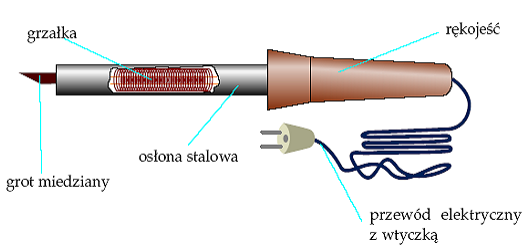 grzałka
rękojeść
osłona stalowa
grot miedziany
przewód elektryczny
z wtyczką